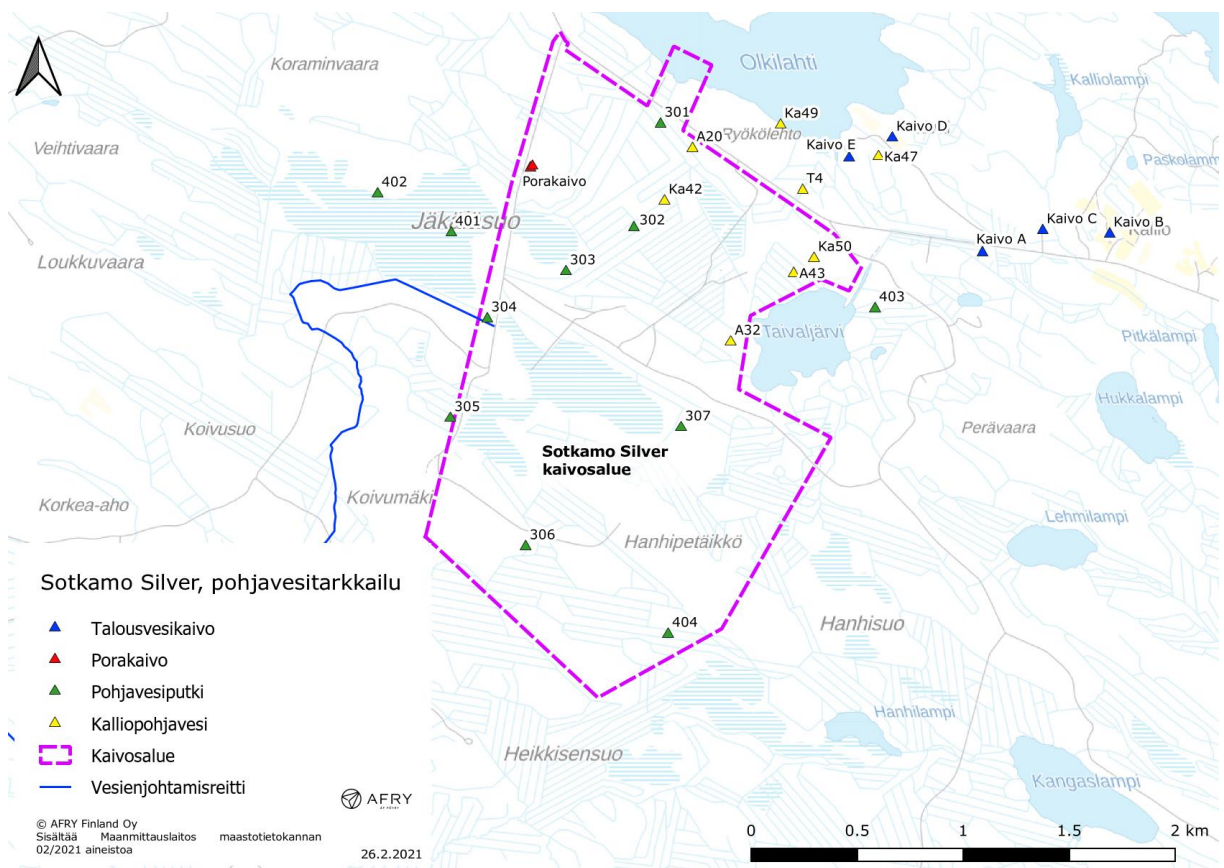 Koraminvaara
Olkilahti
Kalliolampi
301
Ka49
Ryökölehto
Kaivo D
A20
Kaivo E
Ka47
Veihtivaara
Porakaivo
Paskolamm
402
T4
Ka42
401
302
Kaivo C
Kaivo B
Kallio
Kaivo A
Loukkuvaara
303
Ka50
A43
304
403
Taivaljärvi
A32
Pitkälampi
Hukkalampi
305
307
Koivusuo
Perävaara
Sotkamo Silver
kaivosalue
Koivumäki
Korkea-aho
Lehmilampi
306
Hanhipetäikkö
404
Hanhisuo
Hanhilampi
Heikkisensuo
Kangaslampi
Sotkamo Silver, pohjavesitarkkailu
Talousvesikaivo
Porakaivo
Pohjavesiputki
Kalliopohjavesi
Kaivosalue
Vesienjohtamisreitti
AFRY
© AFRY Finland Oy
Sisältää Maanmittauslaitos maastotietokannan
02/2021 aineistoa
26.2.2021
0 0.5 1 1.5 2 km